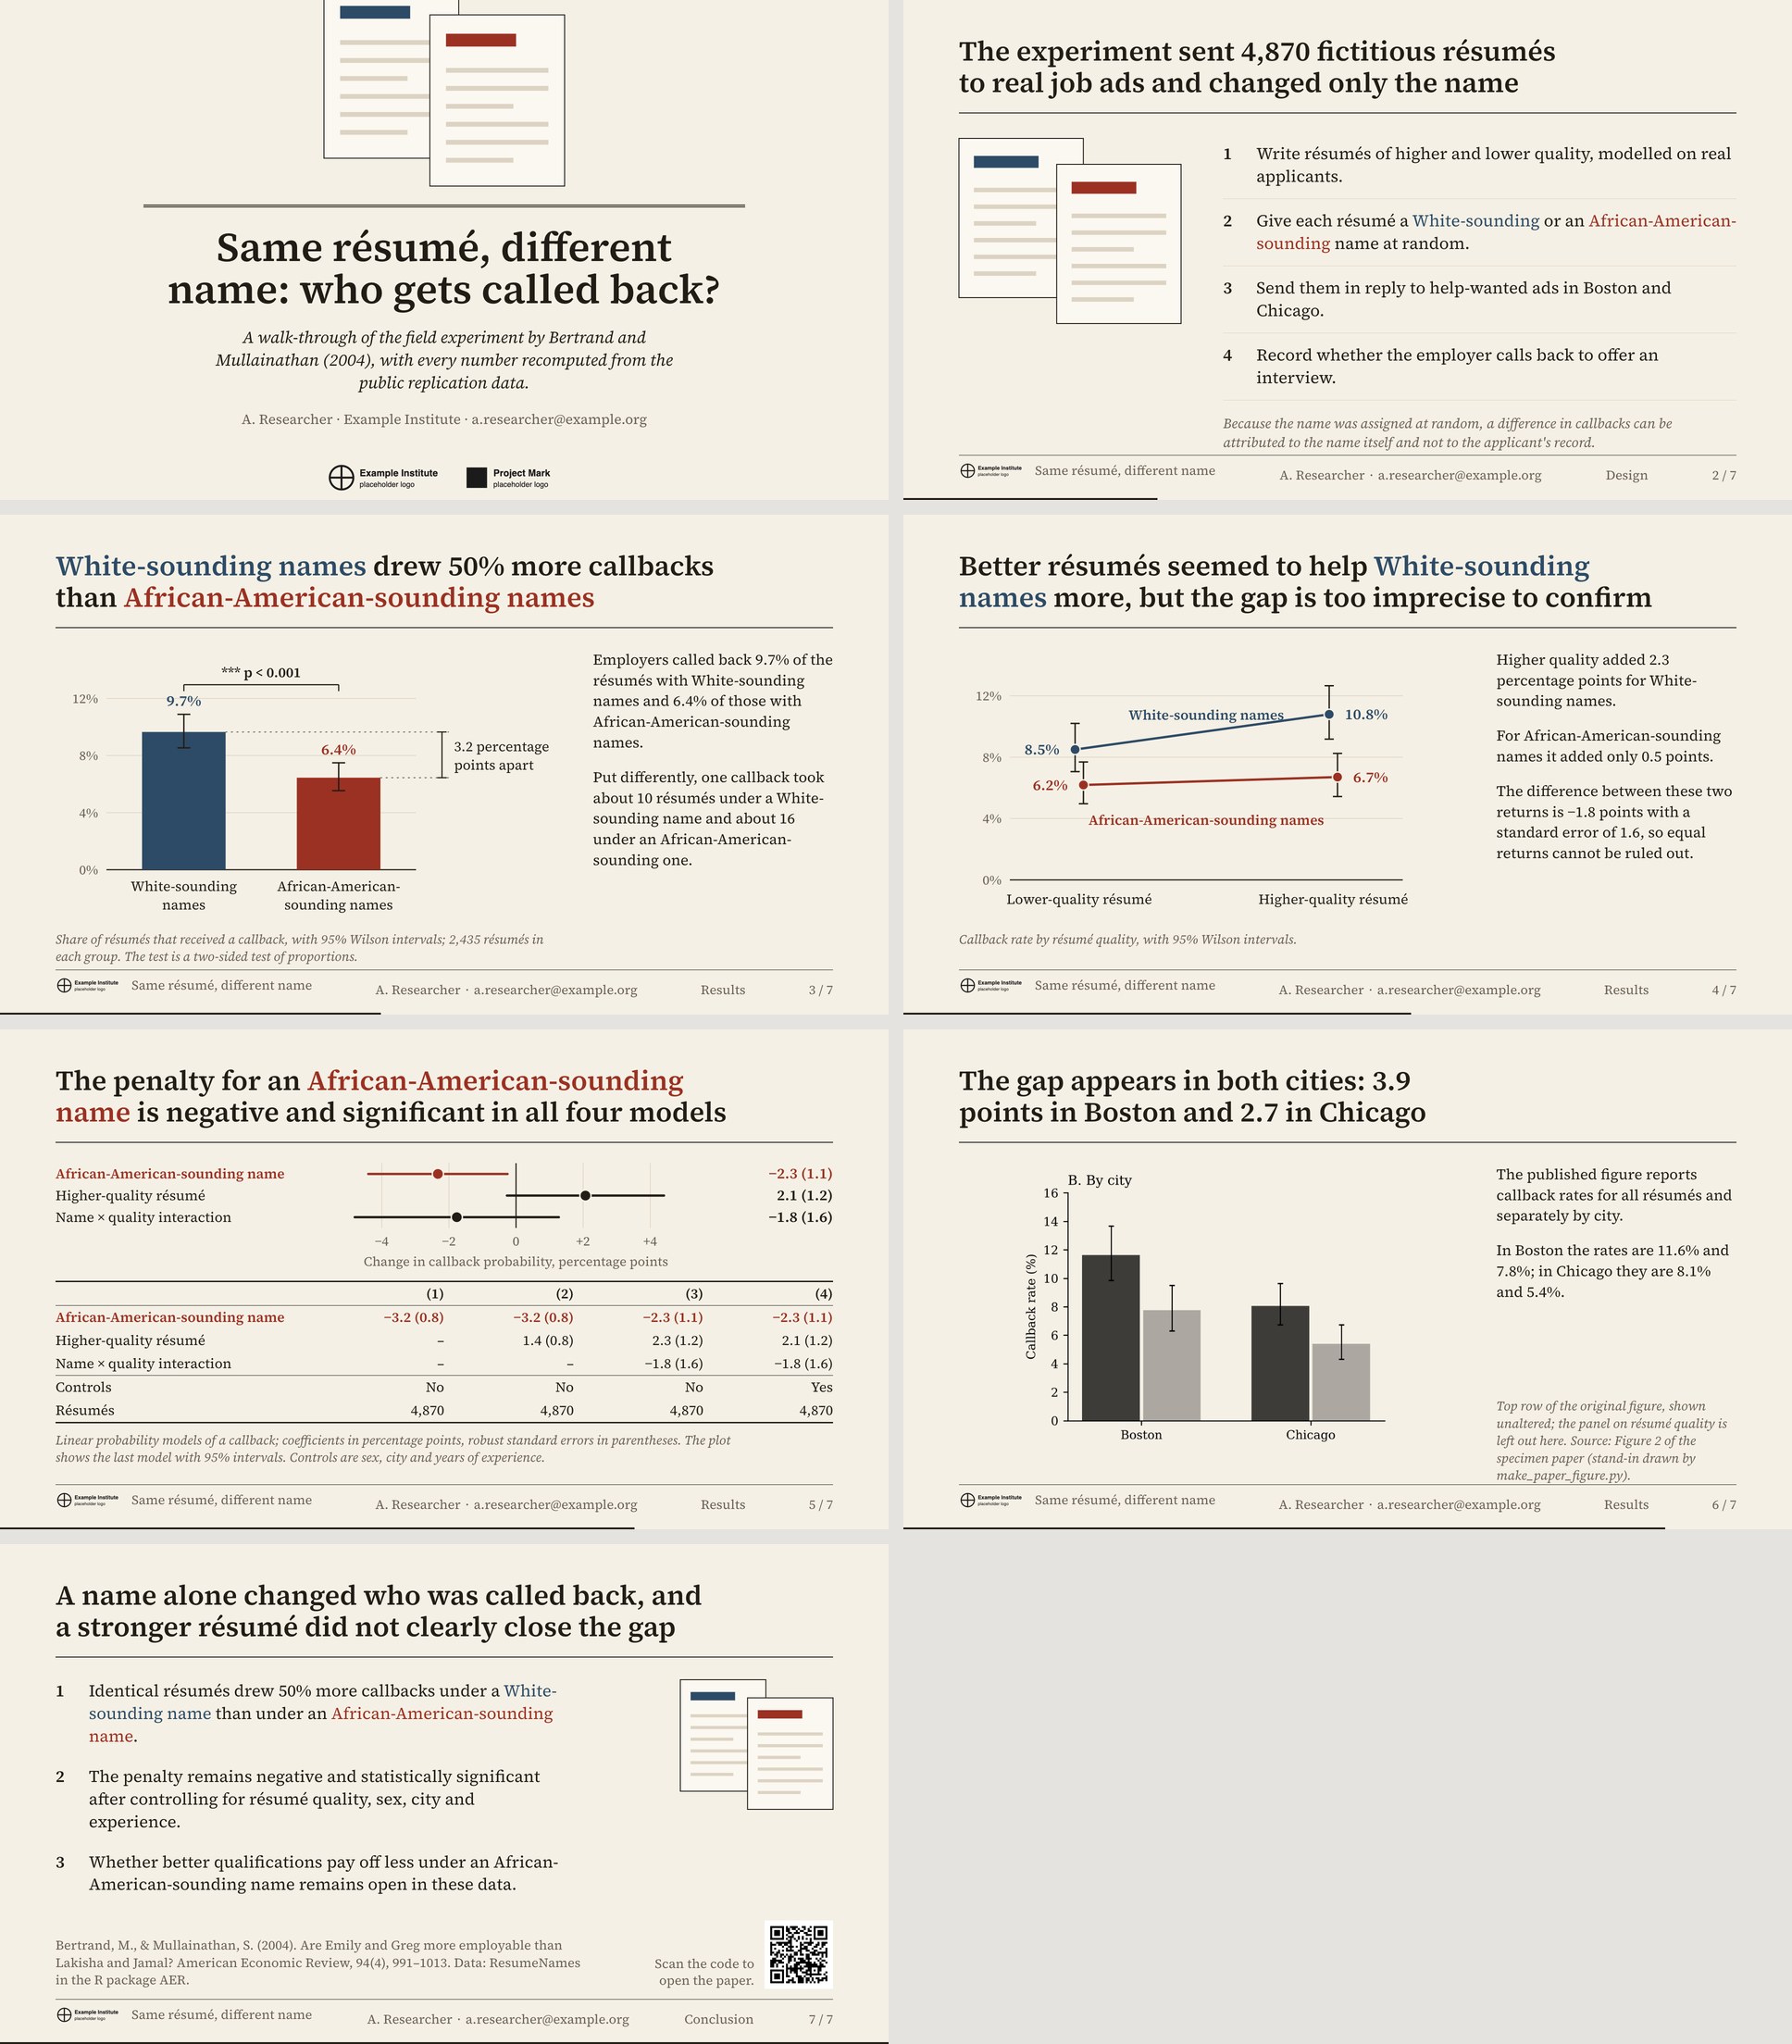 Same résumé, different
name: who gets called back?
A walk-through of the field experiment by Bertrand and
Mullainathan (2004), with every number recomputed from the
public replication data.
A. Researcher · Example Institute · a.researcher@example.org
Example Institute
placeholder logo
Project Mark
placeholder logo
The experiment sent 4,870 fictitious résumés
to real job ads and changed only the name
1 Write résumés of higher and lower quality, modelled on real
applicants.
2 Give each résumé a White-sounding or an African-American-
sounding name at random.
3 Send them in reply to help-wanted ads in Boston and
Chicago.
4 Record whether the employer calls back to offer an
interview.
Because the name was assigned at random, a difference in callbacks can be
attributed to the name itself and not to the applicant's record.
Example Institute
placeholder logo
Same résumé, different name
A. Researcher · a.researcher@example.org
Design
2 / 7
White-sounding names drew 50% more callbacks
than African-American-sounding names
*** p < 0.001
12%
9.7%
8%
6.4%
3.2 percentage
points apart
4%
0%
White-sounding
names
African-American-
sounding names
Employers called back 9.7% of the
résumés with White-sounding
names and 6.4% of those with
African-American-sounding
names.
Put differently, one callback took
about 10 résumés under a White-
sounding name and about 16
under an African-American-
sounding one.
Share of résumés that received a callback, with 95% Wilson intervals; 2,435 résumés in
each group. The test is a two-sided test of proportions.
Example Institute
placeholder logo
Same résumé, different name
A. Researcher · a.researcher@example.org
Results
3 / 7
Better résumés seemed to help White-sounding
names more, but the gap is too imprecise to confirm
12%
White-sounding names
10.8%
8.5%
8%
6.2%
6.7%
4%
African-American-sounding names
0%
Lower-quality résumé
Higher-quality résumé
Higher quality added 2.3
percentage points for White-
sounding names.
For African-American-sounding
names it added only 0.5 points.
The difference between these two
returns is −1.8 points with a
standard error of 1.6, so equal
returns cannot be ruled out.
Callback rate by résumé quality, with 95% Wilson intervals.
Example Institute
placeholder logo
Same résumé, different name
A. Researcher · a.researcher@example.org
Results
4 / 7
The penalty for an African-American-sounding
name is negative and significant in all four models
African-American-sounding name −2.3 (1.1)
Higher-quality résumé 2.1 (1.2)
Name × quality interaction −1.8 (1.6)
−4 −2 0 +2 +4
Change in callback probability, percentage points
(1) (2) (3) (4)
African-American-sounding name −3.2 (0.8) −3.2 (0.8) −2.3 (1.1) −2.3 (1.1)
Higher-quality résumé – 1.4 (0.8) 2.3 (1.2) 2.1 (1.2)
Name × quality interaction – – −1.8 (1.6) −1.8 (1.6)
Controls No No No Yes
Résumés 4,870 4,870 4,870 4,870
Linear probability models of a callback; coefficients in percentage points, robust standard errors in parentheses. The plot
shows the last model with 95% intervals. Controls are sex, city and years of experience.
Example Institute
placeholder logo
Same résumé, different name
A. Researcher · a.researcher@example.org
Results
5 / 7
The gap appears in both cities: 3.9
points in Boston and 2.7 in Chicago
B. By city
Callback rate (%)
16
14
12
10
8
6
4
2
0
Boston
Chicago
The published figure reports
callback rates for all résumés and
separately by city.
In Boston the rates are 11.6% and
7.8%; in Chicago they are 8.1%
and 5.4%.
Top row of the original figure, shown
unaltered; the panel on résumé quality is
left out here. Source: Figure 2 of the
specimen paper (stand-in drawn by
make_paper_figure.py).
Example Institute
placeholder logo
Same résumé, different name
A. Researcher · a.researcher@example.org
Results
6 / 7
A name alone changed who was called back, and
a stronger résumé did not clearly close the gap
1 Identical résumés drew 50% more callbacks under a White-
sounding name than under an African-American-sounding
name.
2 The penalty remains negative and statistically significant
after controlling for résumé quality, sex, city and
experience.
3 Whether better qualifications pay off less under an African-
American-sounding name remains open in these data.
Bertrand, M., & Mullainathan, S. (2004). Are Emily and Greg more employable than
Lakisha and Jamal? American Economic Review, 94(4), 991–1013. Data: ResumeNames
in the R package AER.
Scan the code to
open the paper.
Example Institute
placeholder logo
Same résumé, different name
A. Researcher · a.researcher@example.org
Conclusion
7 / 7